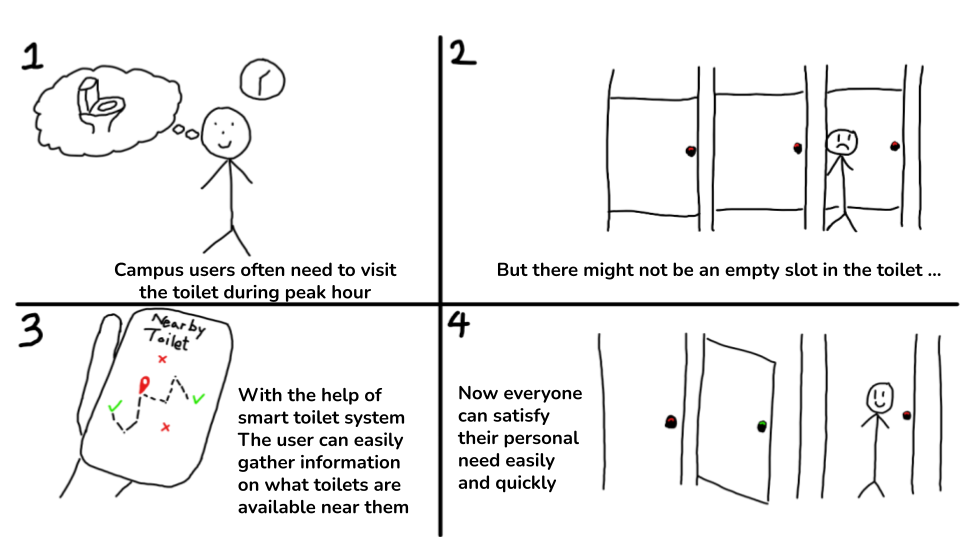 1
Campus users often need to visit
the toilet during peak hour
2
But there might not be an empty slot in the toilet ...
3
Nearby
Toilet
With the help of
smart toilet system
The user can easily
gather information
on what toilets are
available near them
4
Now everyone
can satisfy
their personal
need easily
and quickly